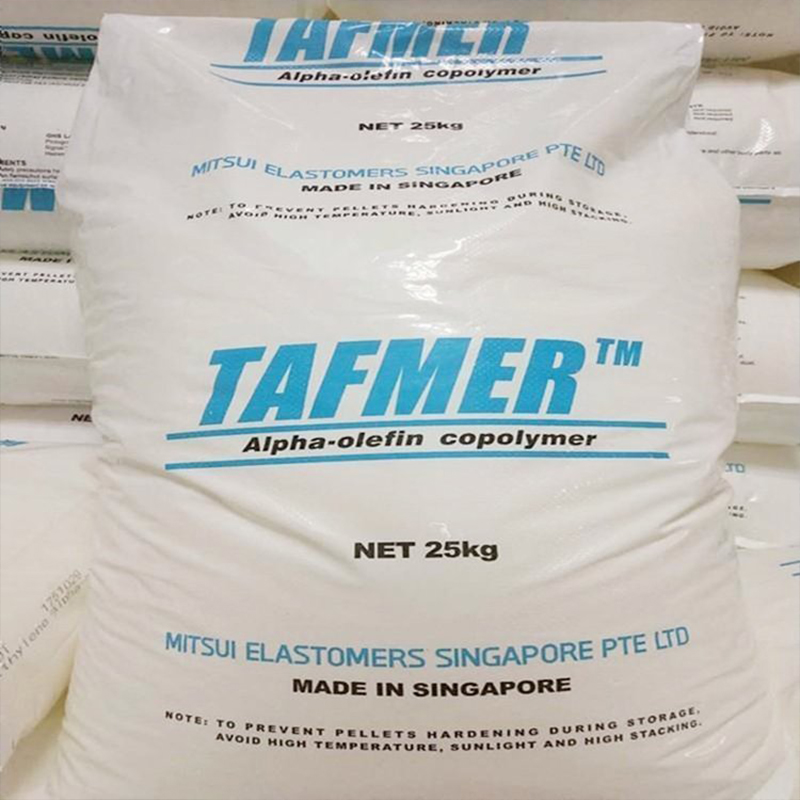 TAFMER
Alpha-olefin copolymer
NET 25kg
MITSUI ELASTOMERS SINGAPORE PTE LTD
MADE IN SINGAPORE
NOTE: TO PREVENT PELLETS HARDENING DURING STORAGE,
AVOID HIGH TEMPERATURE, SUNLIGHT AND HIGH STACKING.
TAFMER™
Alpha-olefin copolymer
NET 25kg
MITSUI ELASTOMERS SINGAPORE PTE LTD
MADE IN SINGAPORE
NOTE: TO PREVENT PELLETS HARDENING DURING STORAGE,
AVOID HIGH TEMPERATURE, SUNLIGHT AND HIGH STACKING.